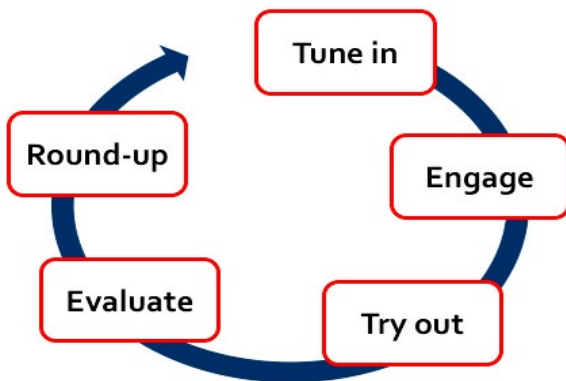 Tune in
Engage
Try out
Evaluate
Round-up